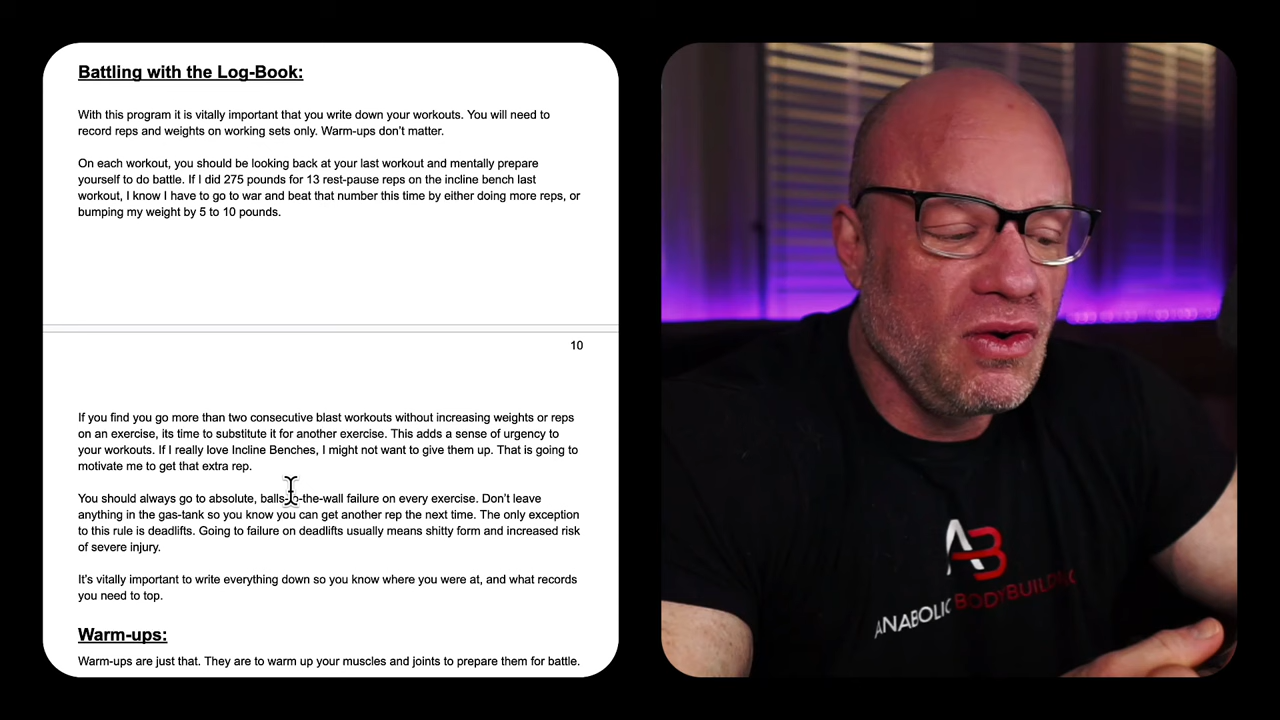 Battling with the Log-Book:
With this program it is vitally important that you write down your workouts. You will need to
record reps and weights on working sets only. Warm-ups don't matter.
On each workout, you should be looking back at your last workout and mentally prepare
yourself to do battle. If I did 275 pounds for 13 rest-pause reps on the incline bench last
workout, I know I have to go to war and beat that number this time by either doing more reps, or
bumping my weight by 5 to 10 pounds.
10
If you find you go more than two consecutive blast workouts without increasing weights or reps
on an exercise, its time to substitute it for another exercise. This adds a sense of urgency to
your workouts. If I really love Incline Benches, I might not want to give them up. That is going to
motivate me to get that extra rep.
You should always go to absolute, balls-to-the-wall failure on every exercise. Don't leave
anything in the gas-tank so you know you can get another rep the next time. The only exception
to this rule is deadlifts. Going to failure on deadlifts usually means shitty form and increased risk
of severe injury.
It's vitally important to write everything down so you know where you were at, and what records
you need to top.
Warm-ups:
Warm-ups are just that. They are to warm up your muscles and joints to prepare them for battle.
AB
ANABOLIC BODYBUILDING